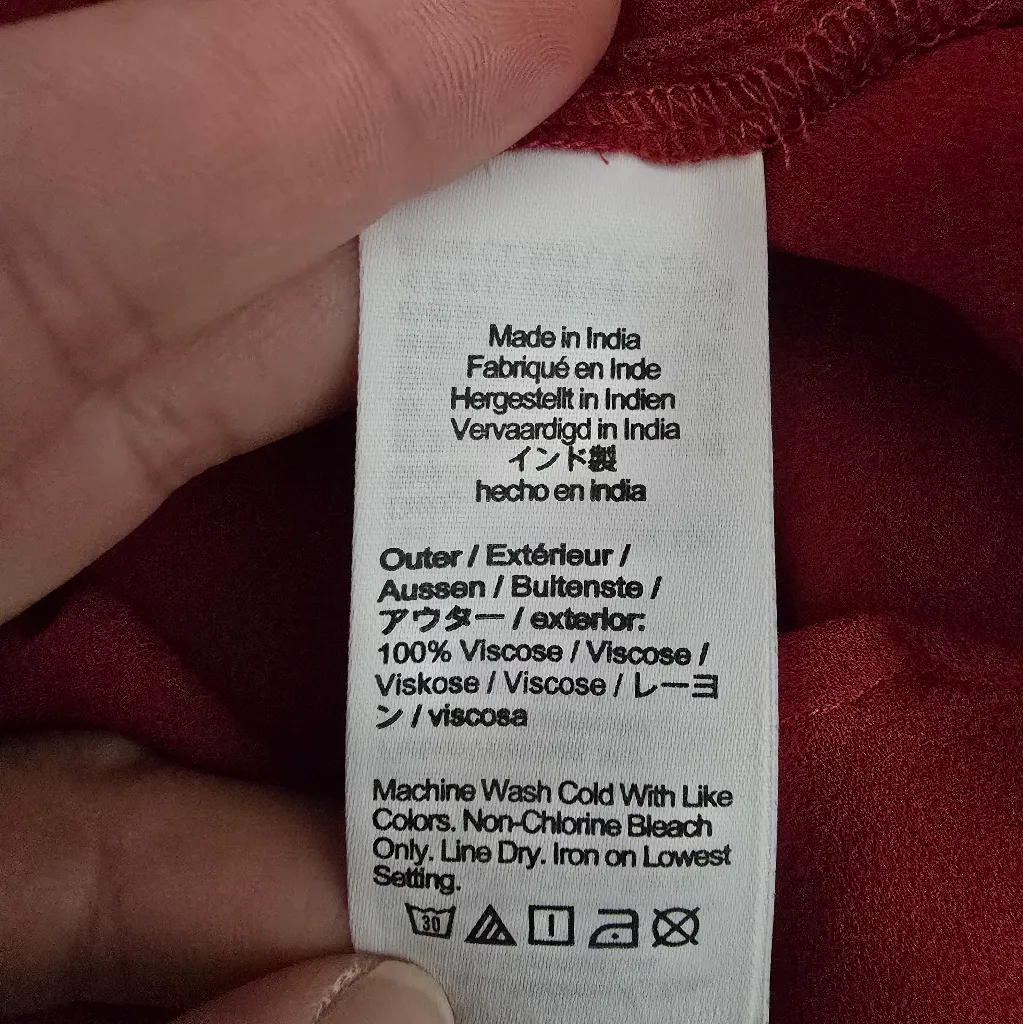 Made in India
Fabriqué en Inde
Hergestellt in Indien
Vervaardigd in India
インド製
hecho en india
Outer / Extérieur /
Aussen / Buitenste /
アウター / exterior:
100% Viscose / Viscose /
Viskose / Viscose / レーヨ
ン / viscosa
Machine Wash Cold With Like
Colors. Non-Chlorine Bleach
Only. Line Dry. Iron on Lowest
Setting.
30